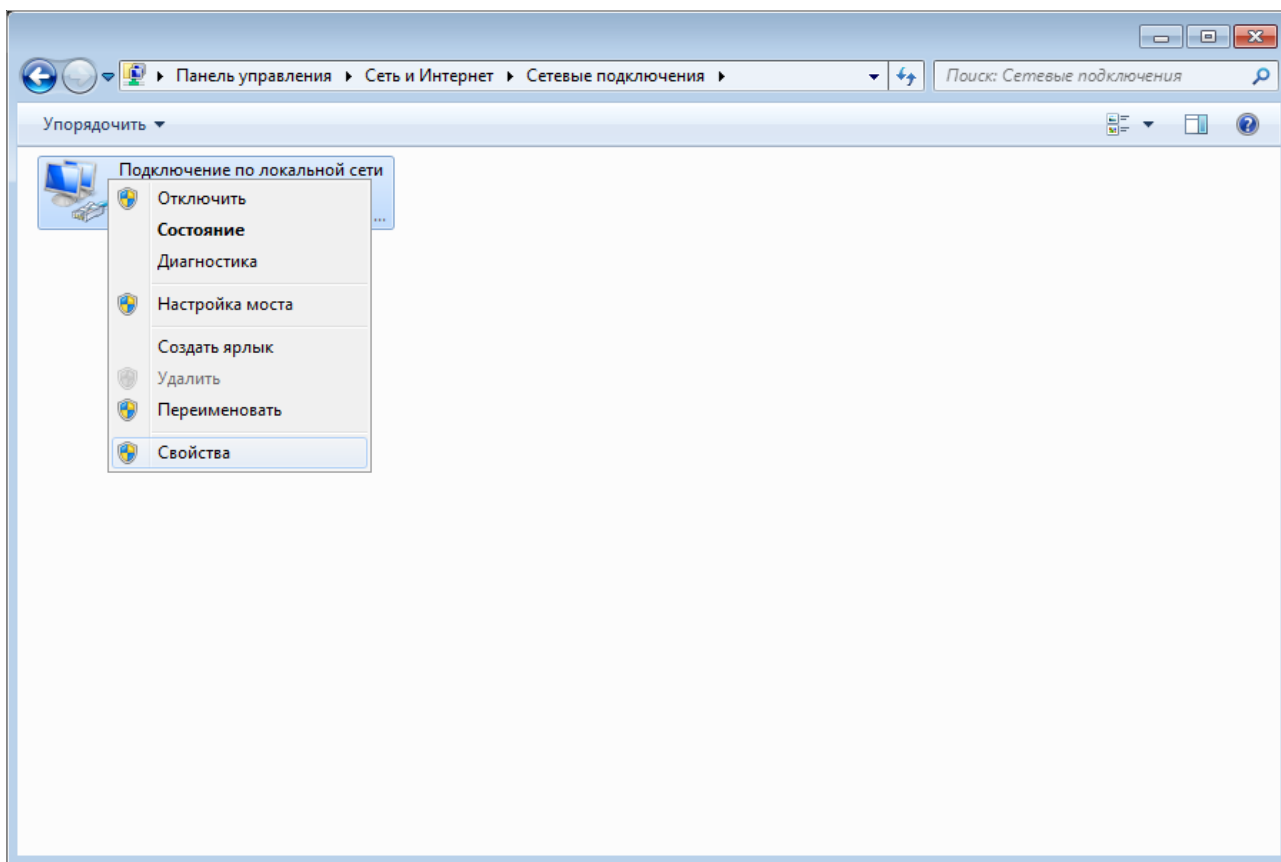 Панель управления Сеть и Интернет Сетевые подключения Поиск: Сетевые подключения
Упорядочить
Подключение по локальной сети
...
Отключить
Состояние
Диагностика
Настройка моста
Создать ярлык
Удалить
Переименовать
Свойства